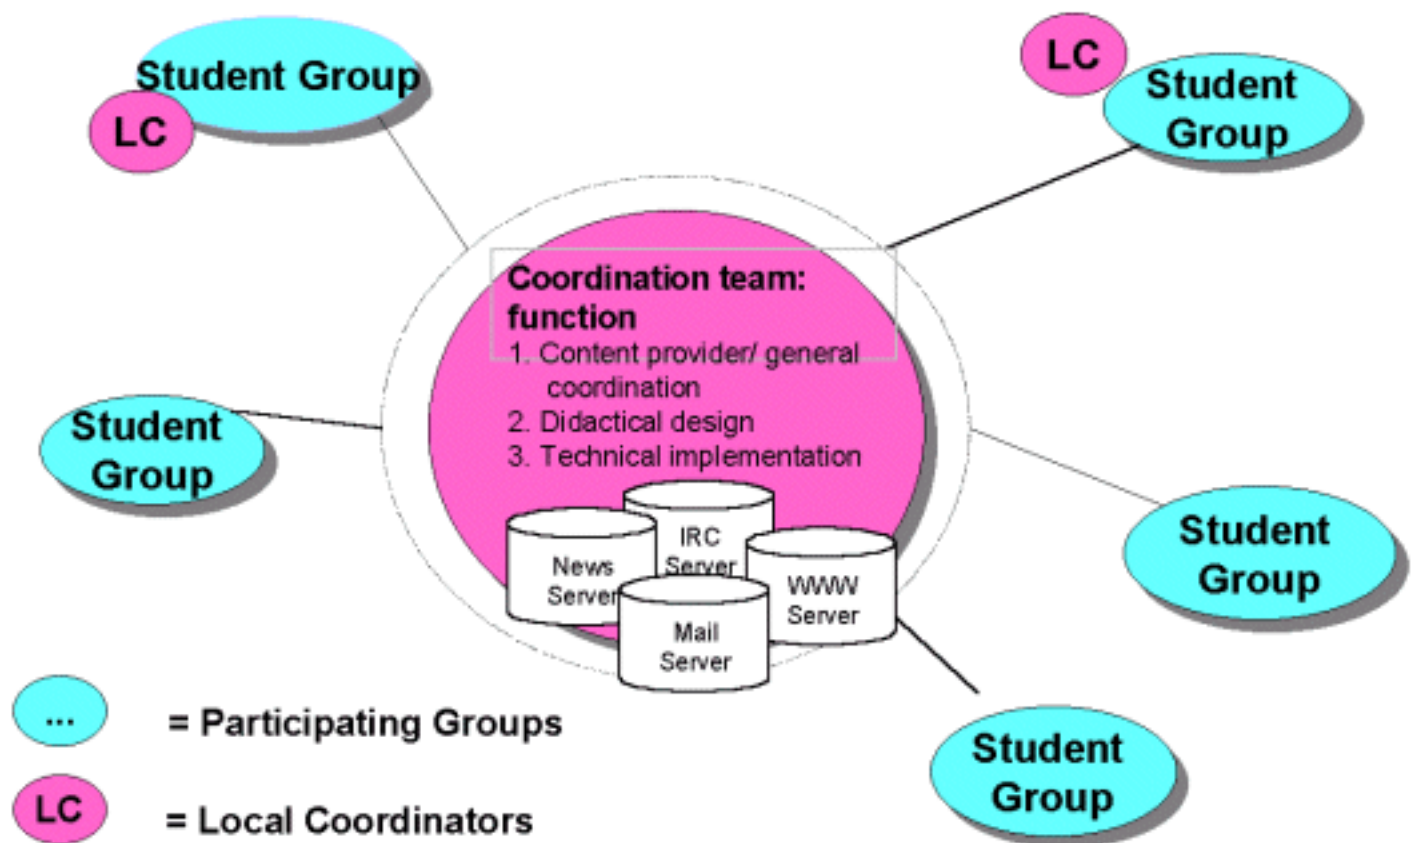 Student Group
LC
LC
Student
Group
Coordination team:
function
1. Content provider/ general
coordination
2. Didactical design
3. Technical implementation
Student
Group
IRC
Server
News
Server
WWW
Server
Mail
Server
Student
Group
Student
Group
... = Participating Groups
LC = Local Coordinators